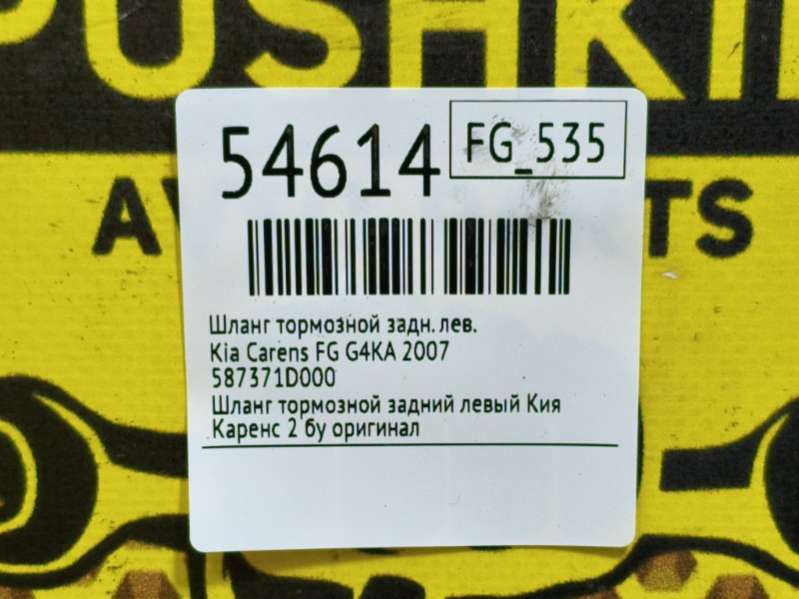 PUSHKIN
54614
FG_535
Шланг тормозной задн. лев.
Kia Carens FG G4KA 2007
587371D000
Шланг тормозной задний левый Кия
Каренс 2 бу оригинал